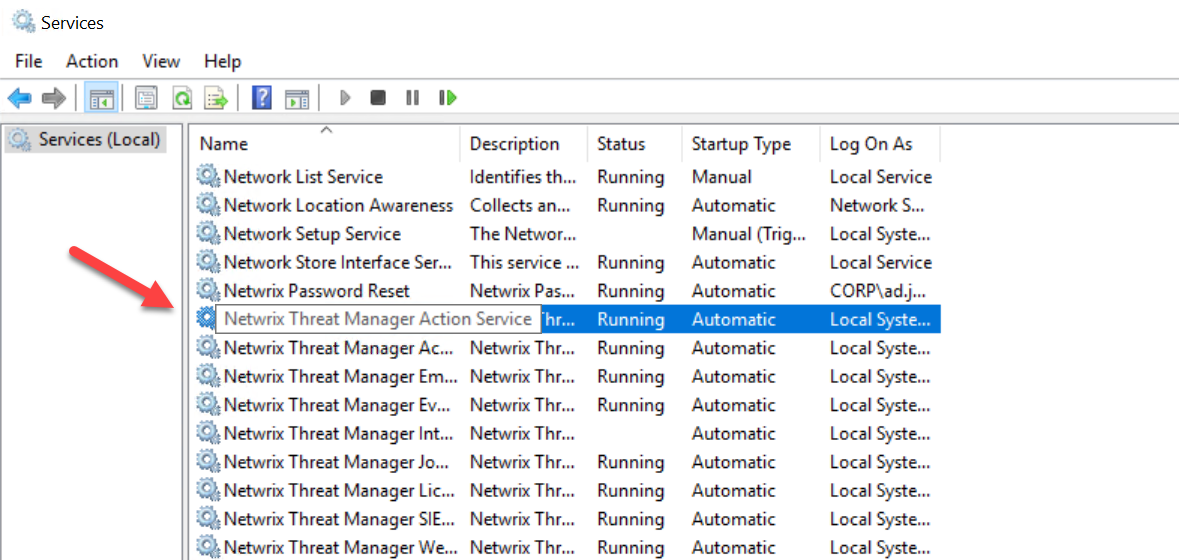 Services
File Action View Help
Services (Local)
Name Description Status Startup Type Log On As
Network List Service Identifies th... Running Manual Local Service
Network Location Awareness Collects an... Running Automatic Network S...
Network Setup Service The Networ... Manual (Trig... Local Syste...
Network Store Interface Ser... This service ... Running Automatic Local Service
Netwrix Password Reset Netwrix Pas... Running Automatic CORP\ad.j...
Netwrix Threat Manager Action Service Thr... Running Automatic Local Syste...
Netwrix Threat Manager Ac... Netwrix Thr... Running Automatic Local Syste...
Netwrix Threat Manager Em... Netwrix Thr... Running Automatic Local Syste...
Netwrix Threat Manager Ev... Netwrix Thr... Running Automatic Local Syste...
Netwrix Threat Manager Int... Netwrix Thr... Automatic Local Syste...
Netwrix Threat Manager Jo... Netwrix Thr... Running Automatic Local Syste...
Netwrix Threat Manager Lic... Netwrix Thr... Running Automatic Local Syste...
Netwrix Threat Manager SIE... Netwrix Thr... Running Automatic Local Syste...
Netwrix Threat Manager We... Netwrix Thr... Running Automatic Local Syste...